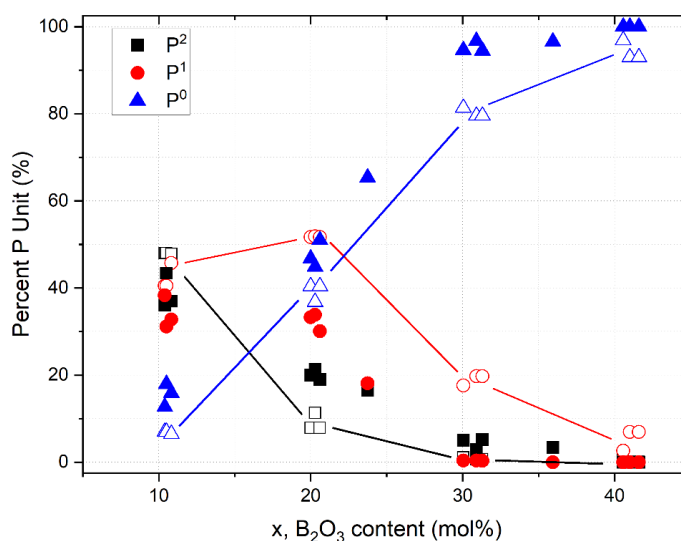 100
80
60
40
20
0
Percent P Unit (%)
P²
P¹
P⁰
10
20
30
40
x, B₂O₃ content (mol%)